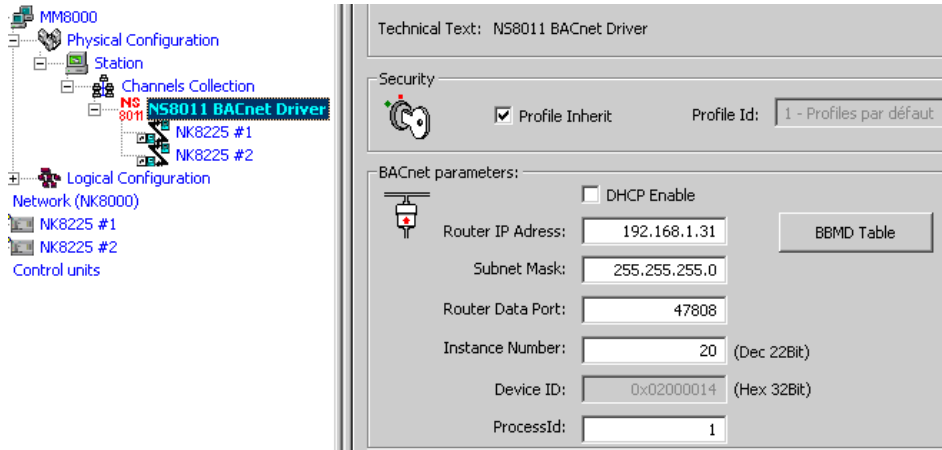 MM8000
Physical Configuration
Station
Channels Collection
NS
8011
NS8011 BACnet Driver
NK8225 #1
NK8225 #2
Logical Configuration
Network (NK8000)
NK8225 #1
NK8225 #2
Control units
Technical Text: NS8011 BACnet Driver
Security
Profile Inherit Profile Id: 1 - Profiles par défaut
BACnet parameters:
DHCP Enable
Router IP Adress: 192.168.1.31 BBMD Table
Subnet Mask: 255.255.255.0
Router Data Port: 47808
Instance Number: 20 (Dec 22Bit)
Device ID: 0x02000014 (Hex 32Bit)
ProcessId: 1